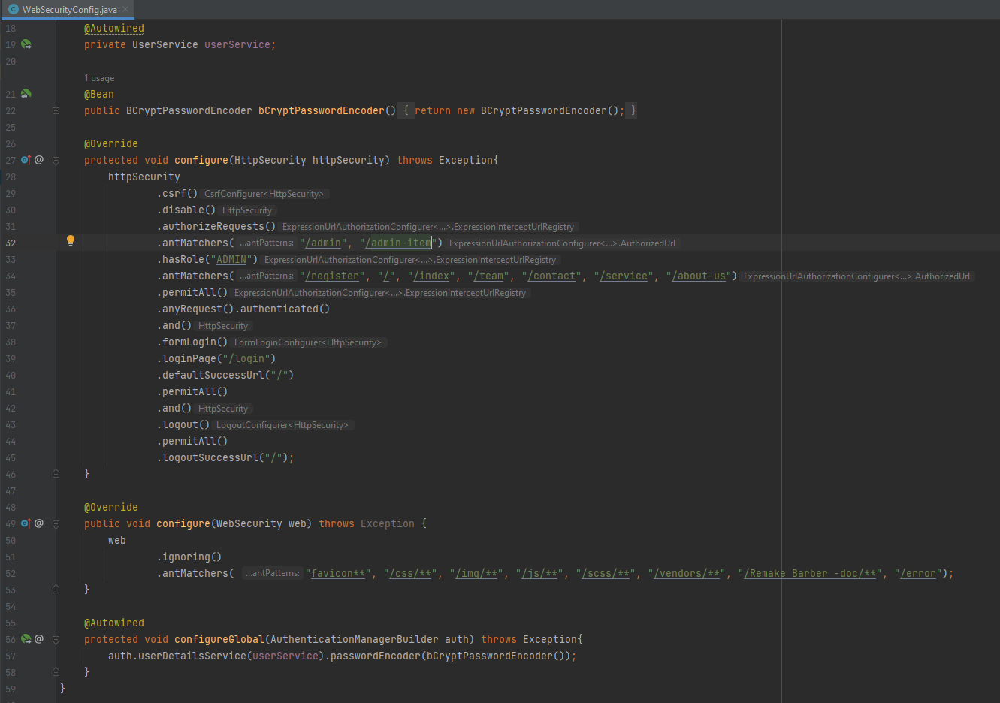 WebSecurityConfig.java
18 @Autowired
19 private UserService userService;
20
1 usage
21 @Bean
22 public BCryptPasswordEncoder bCryptPasswordEncoder() { return new BCryptPasswordEncoder(); }
25
26 @Override
27 protected void configure(HttpSecurity httpSecurity) throws Exception{
28 httpSecurity
29 .csrf() CsrfConfigurer<HttpSecurity>
30 .disable() HttpSecurity
31 .authorizeRequests() ExpressionUrlAuthorizationConfigurer<...>.ExpressionInterceptUrlRegistry
32 .antMatchers( ...antPatterns: "/admin", "/admin-item") ExpressionUrlAuthorizationConfigurer<...>.AuthorizedUrl
33 .hasRole("ADMIN") ExpressionUrlAuthorizationConfigurer<...>.ExpressionInterceptUrlRegistry
34 .antMatchers( ...antPatterns: "/register", "/", "/index", "/team", "/contact", "/service", "/about-us") ExpressionUrlAuthorizationConfigurer<...>.AuthorizedUrl
35 .permitAll() ExpressionUrlAuthorizationConfigurer<...>.ExpressionInterceptUrlRegistry
36 .anyRequest().authenticated()
37 .and() HttpSecurity
38 .formLogin() FormLoginConfigurer<HttpSecurity>
39 .loginPage("/login")
40 .defaultSuccessUrl("/")
41 .permitAll()
42 .and() HttpSecurity
43 .logout() LogoutConfigurer<HttpSecurity>
44 .permitAll()
45 .logoutSuccessUrl("/");
46 }
47
48 @Override
49 public void configure(WebSecurity web) throws Exception {
50 web
51 .ignoring()
52 .antMatchers( ...antPatterns: "favicon**", "/css/**", "/img/**", "/js/**", "/scss/**", "/vendors/**", "/Remake Barber -doc/**", "/error");
53 }
54
55 @Autowired
56 protected void configureGlobal(AuthenticationManagerBuilder auth) throws Exception{
57 auth.userDetailsService(userService).passwordEncoder(bCryptPasswordEncoder());
58 }
59 }